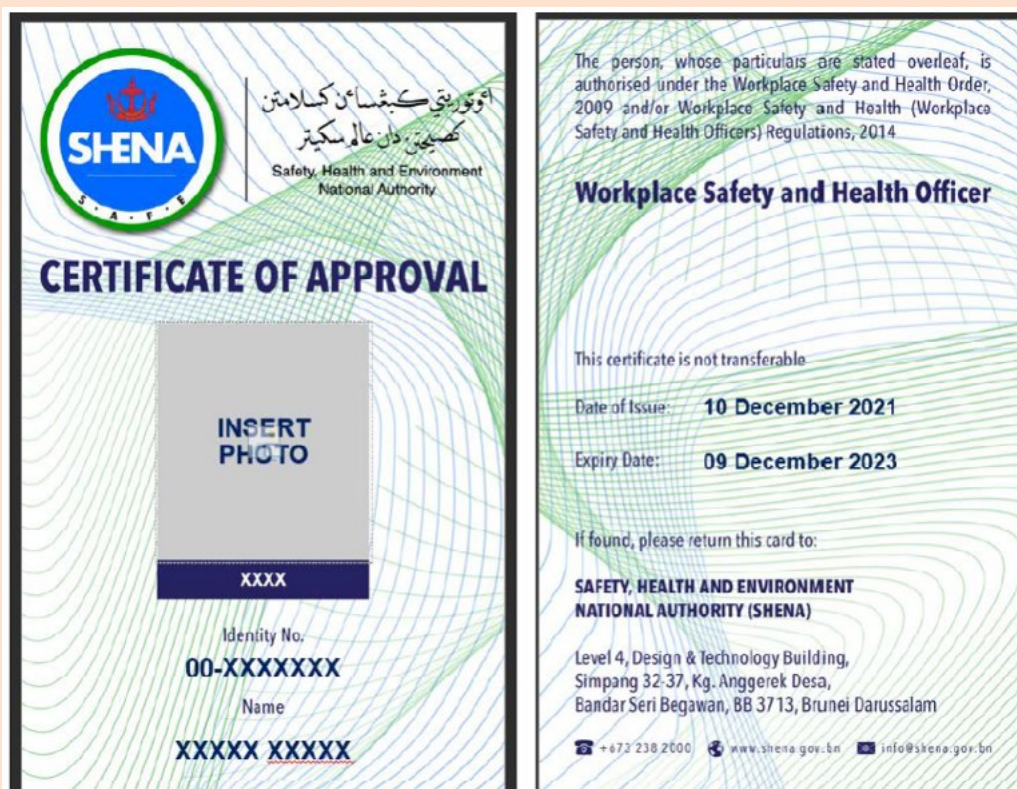 SHENA
S · A · F · E
اوتوريتي کبڠسأن کسلامتن
کصيحتن دان عالم سکيتر
Safety, Health and Environment
National Authority
CERTIFICATE OF APPROVAL
INSERT
PHOTO
XXXX
Identity No.
00-XXXXXXX
Name
XXXXX XXXXX
The person, whose particulars are stated overleaf, is
authorised under the Workplace Safety and Health Order,
2009 and/or Workplace Safety and Health (Workplace
Safety and Health Officers) Regulations, 2014
Workplace Safety and Health Officer
This certificate is not transferable
Date of Issue: 10 December 2021
Expiry Date: 09 December 2023
If found, please return this card to:
SAFETY, HEALTH AND ENVIRONMENT
NATIONAL AUTHORITY (SHENA)
Level 4, Design & Technology Building,
Simpang 32-37, Kg. Anggerek Desa,
Bandar Seri Begawan, BB 3713, Brunei Darussalam
+673 238 2000 www.shena.gov.bn info@shena.gov.bn